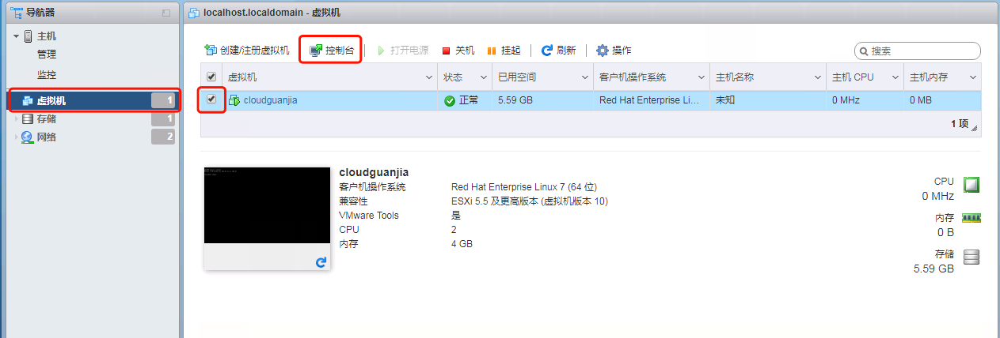 导航器
主机
管理
监控
虚拟机 1
存储 1
网络 2
localhost.localdomain - 虚拟机
创建/注册虚拟机 控制台 打开电源 关机 挂起 刷新 操作 搜索
虚拟机 状态 已用空间 客户机操作系统 主机名称 主机 CPU 主机内存
cloudguanjia 正常 5.59 GB Red Hat Enterprise Li... 未知 0 MHz 0 MB
1 项
cloudguanjia
客户机操作系统 Red Hat Enterprise Linux 7 (64 位)
兼容性 ESXi 5.5 及更高版本 (虚拟机版本 10)
VMware Tools 是
CPU 2
内存 4 GB
CPU
0 MHz
内存
0 B
存储
5.59 GB